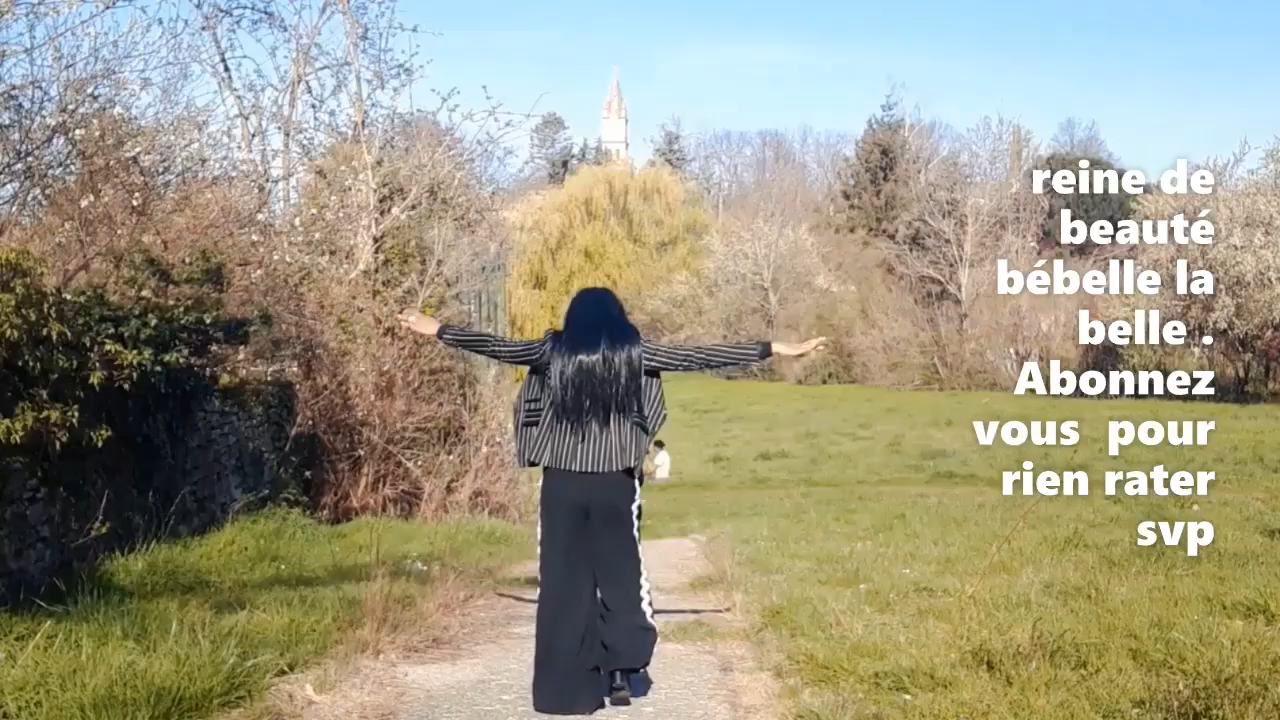 reine de
beauté
bébelle la
belle .
Abonnez
vous  pour
rien rater
svp